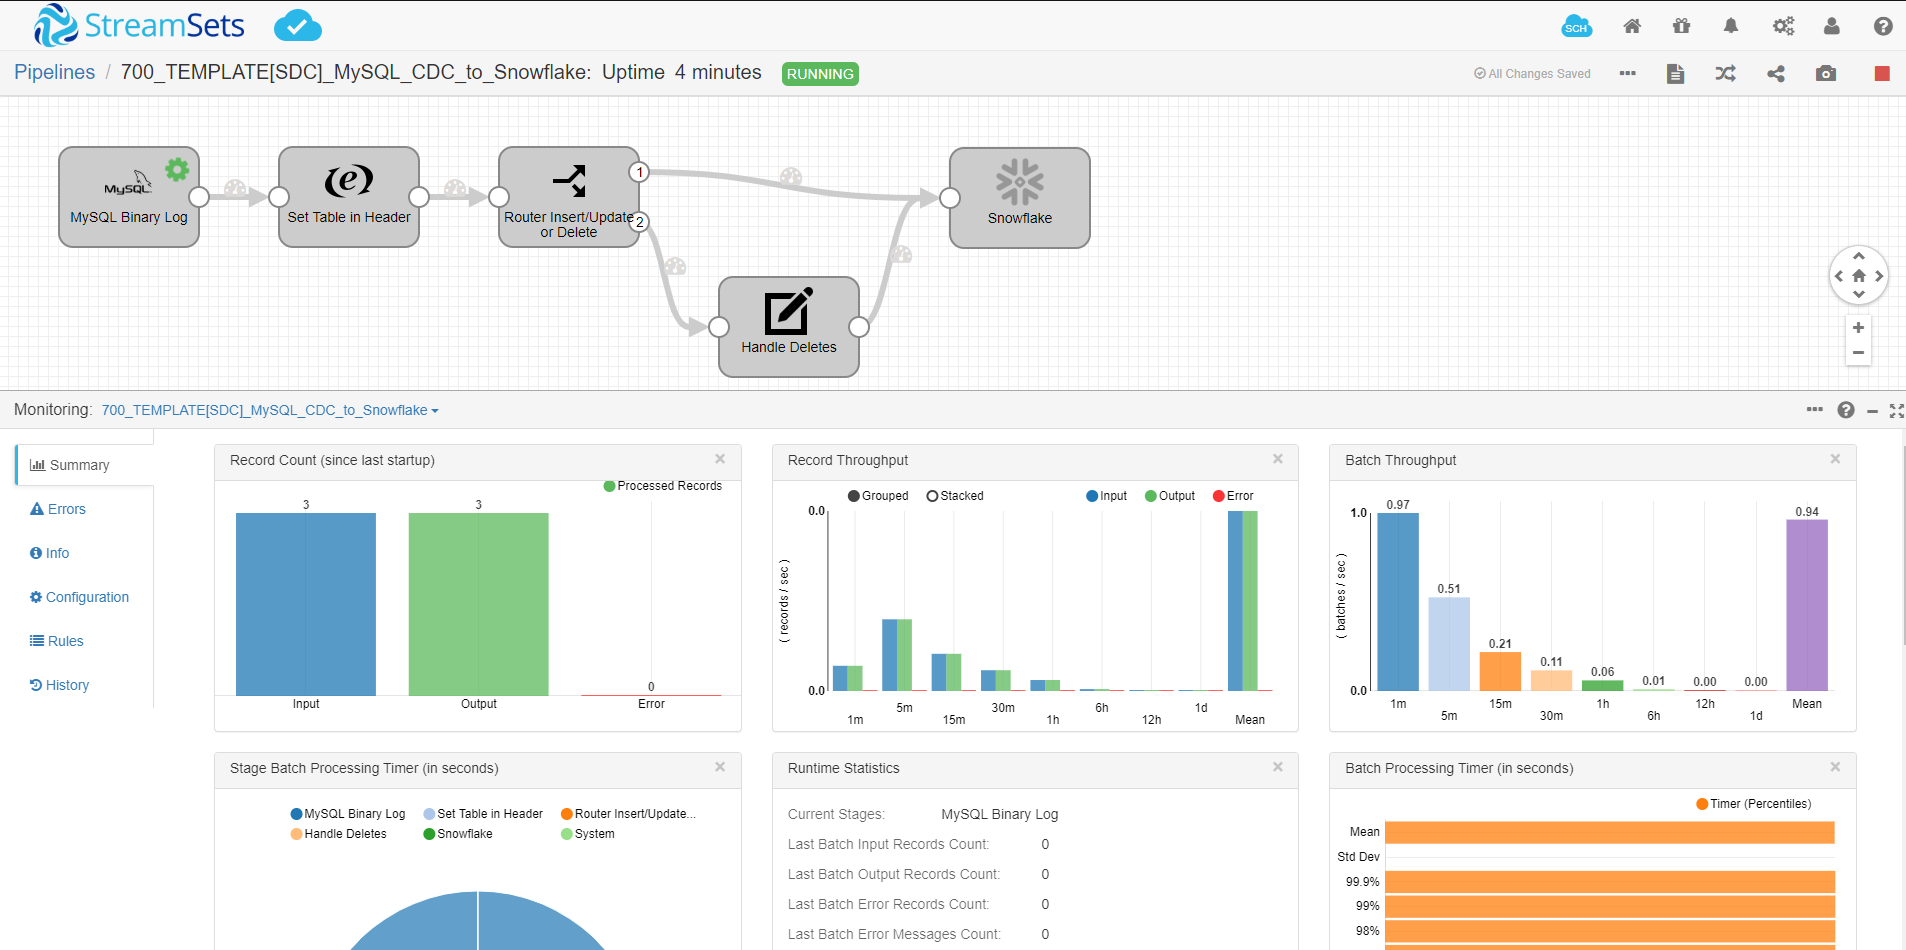 StreamSets
SCH
Pipelines / 700_TEMPLATE[SDC]_MySQL_CDC_to_Snowflake: Uptime 4 minutes RUNNING
All Changes Saved
MySQL
MySQL Binary Log
Set Table in Header
Router Insert/Update
or Delete
1
2
Snowflake
Handle Deletes
Monitoring: 700_TEMPLATE[SDC]_MySQL_CDC_to_Snowflake
Summary
Errors
Info
Configuration
Rules
History
Record Count (since last startup)
Processed Records
3
3
0
Input
Output
Error
Record Throughput
Grouped
Stacked
Input
Output
Error
0.0
( records / sec )
0.0
1m
5m
15m
30m
1h
6h
12h
1d
Mean
Batch Throughput
1.0
( batches / sec )
0.0
0.97
0.51
0.21
0.11
0.06
0.01
0.00
0.00
0.94
1m
5m
15m
30m
1h
6h
12h
1d
Mean
Stage Batch Processing Timer (in seconds)
MySQL Binary Log
Set Table in Header
Router Insert/Update...
Handle Deletes
Snowflake
System
Runtime Statistics
Current Stages: MySQL Binary Log
Last Batch Input Records Count: 0
Last Batch Output Records Count: 0
Last Batch Error Records Count: 0
Last Batch Error Messages Count: 0
Batch Processing Timer (in seconds)
Timer (Percentiles)
Mean
Std Dev
99.9%
99%
98%